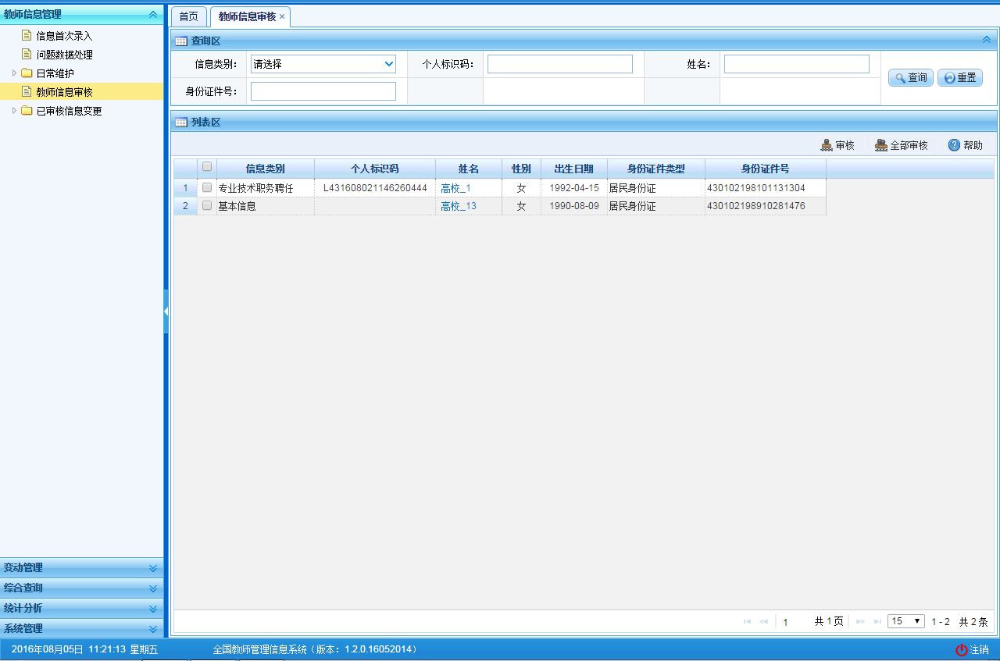 教师信息管理
信息首次录入
问题数据处理
日常维护
教师信息审核
已审核信息变更
变动管理
综合查询
统计分析
系统管理
首页 教师信息审核 ×
查询区
信息类别： 请选择 个人标识码： 姓名：
身份证件号：
查询 重置
列表区
审核 全部审核 帮助
信息类别 个人标识码 姓名 性别 出生日期 身份证件类型 身份证件号
1 专业技术职务聘任 L431608021146260444 高校_1 女 1992-04-15 居民身份证 430102198101131304
2 基本信息 高校_13 女 1990-08-09 居民身份证 430102198910281476
1 共 1 页 15 1 - 2 共 2 条
2016年08月05日 11:21:13 星期五 全国教师管理信息系统（版本：1.2.0.16052014） 注销